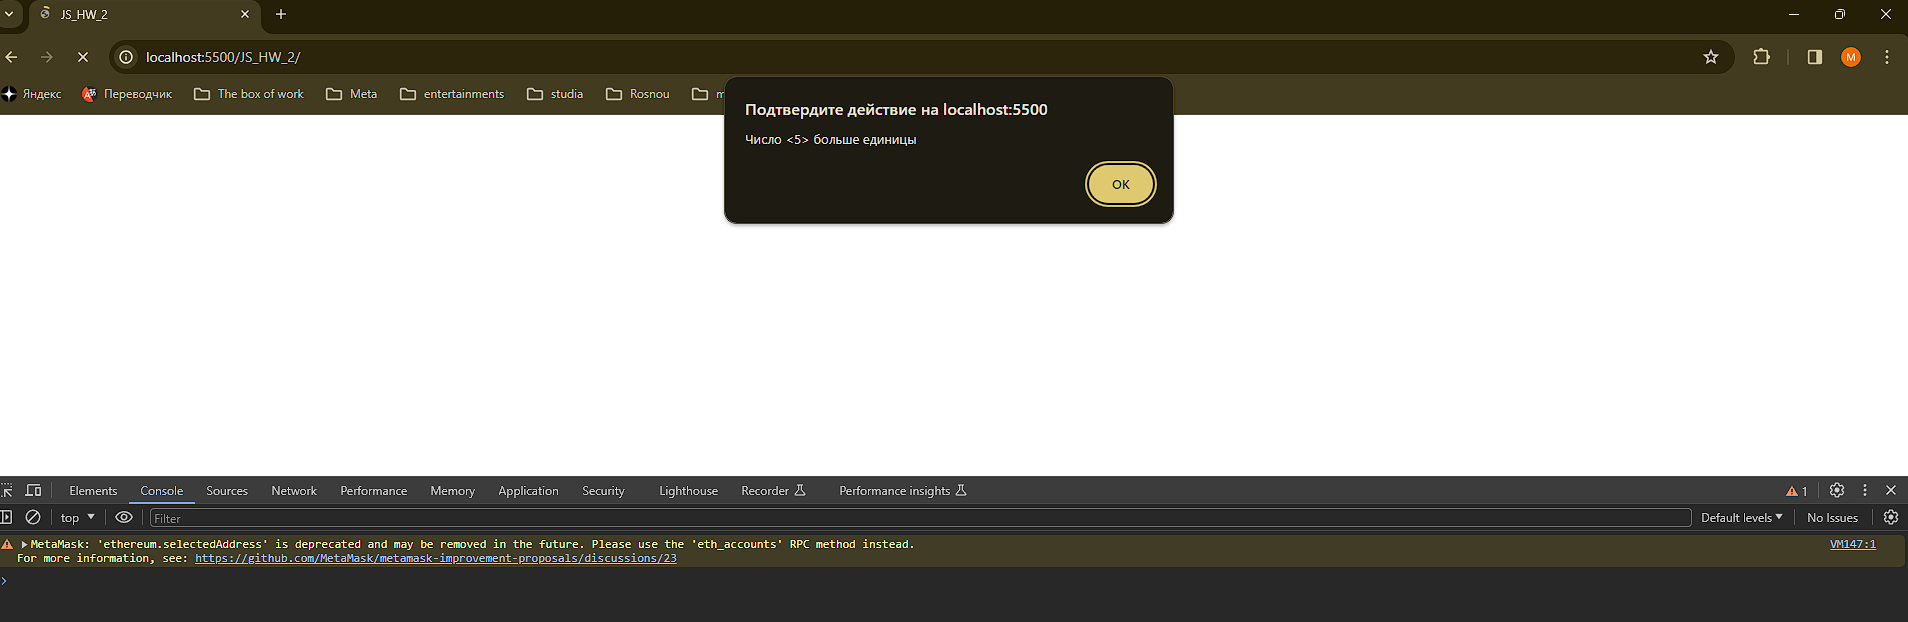 JS_HW_2
localhost:5500/JS_HW_2/
M
Яндекс Переводчик The box of work Meta entertainments studia Rosnou
Подтвердите действие на localhost:5500
Число <5> больше единицы
ОК
Elements Console Sources Network Performance Memory Application Security Lighthouse Recorder Performance insights 1
top Filter Default levels No Issues
MetaMask: 'ethereum.selectedAddress' is deprecated and may be removed in the future. Please use the 'eth_accounts' RPC method instead. VM147:1
For more information, see: https://github.com/MetaMask/metamask-improvement-proposals/discussions/23